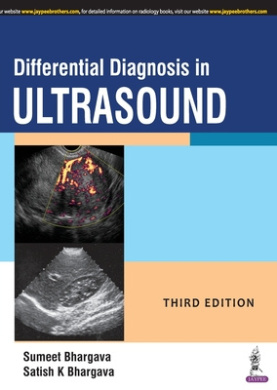 r website www.jaypeebrothers.com, for detailed information on radiology books, visit our website www.jaypeebrothers.com
Differential Diagnosis in
ULTRASOUND
THIRD EDITION
Sumeet Bhargava
Satish K Bhargava
JAYPEE